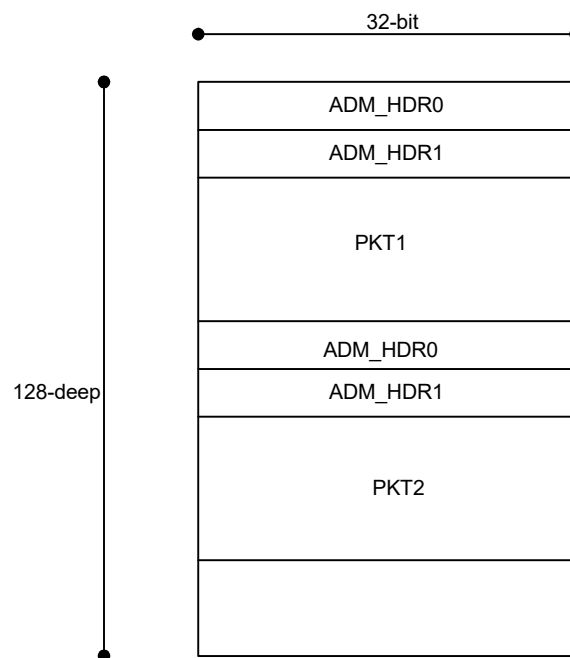 32-bit
ADM_HDR0
ADM_HDR1
PKT1
ADM_HDR0
128-deep
ADM_HDR1
PKT2